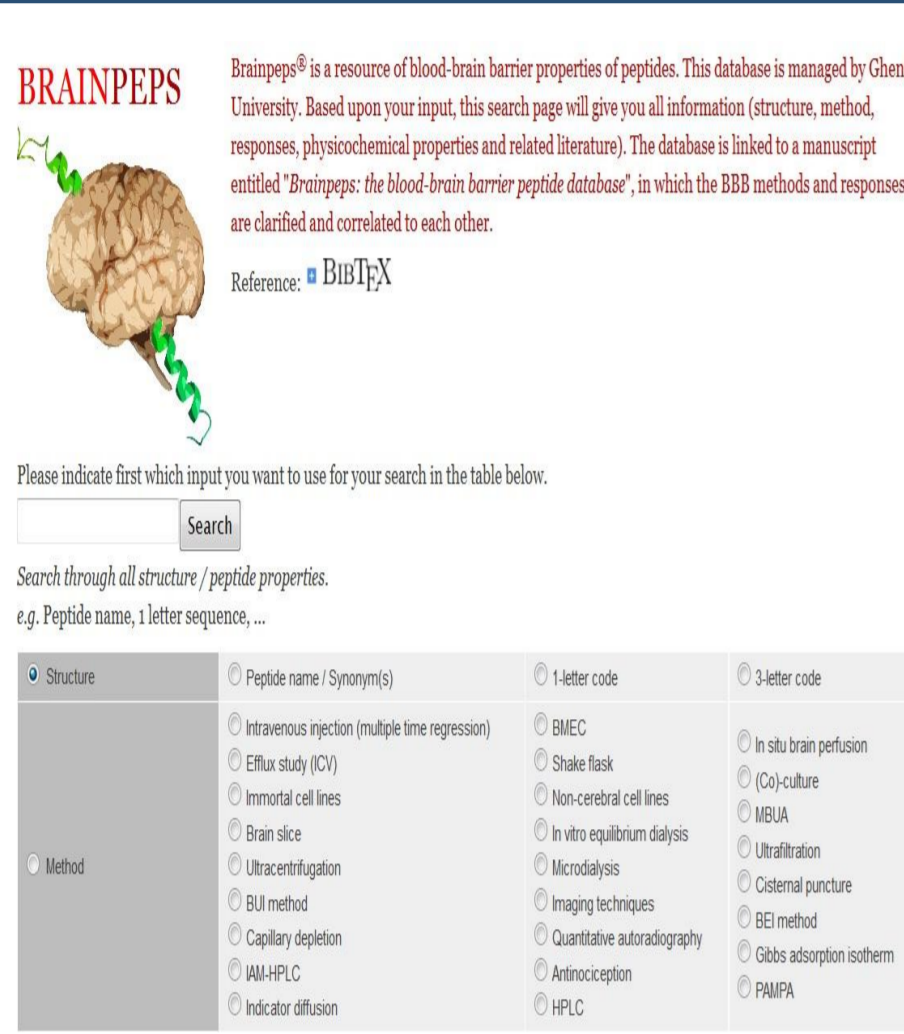 BRAINPEPS
Brainpeps® is a resource of blood-brain barrier properties of peptides. This database is managed by Ghen
University. Based upon your input, this search page will give you all information (structure, method,
responses, physicochemical properties and related literature). The database is linked to a manuscript
entitled "Brainpeps: the blood-brain barrier peptide database", in which the BBB methods and responses
are clarified and correlated to each other.
Reference: BIBTEX
Please indicate first which input you want to use for your search in the table below.
Search
Search through all structure / peptide properties.
e.g. Peptide name, 1 letter sequence, ...
Structure
Peptide name / Synonym(s)
1-letter code
3-letter code
Method
Intravenous injection (multiple time regression)
Efflux study (ICV)
Immortal cell lines
Brain slice
Ultracentrifugation
BUI method
Capillary depletion
IAM-HPLC
Indicator diffusion
BMEC
Shake flask
Non-cerebral cell lines
In vitro equilibrium dialysis
Microdialysis
Imaging techniques
Quantitative autoradiography
Antinociception
HPLC
In situ brain perfusion
(Co)-culture
MBUA
Ultrafiltration
Cisternal puncture
BEI method
Gibbs adsorption isotherm
PAMPA